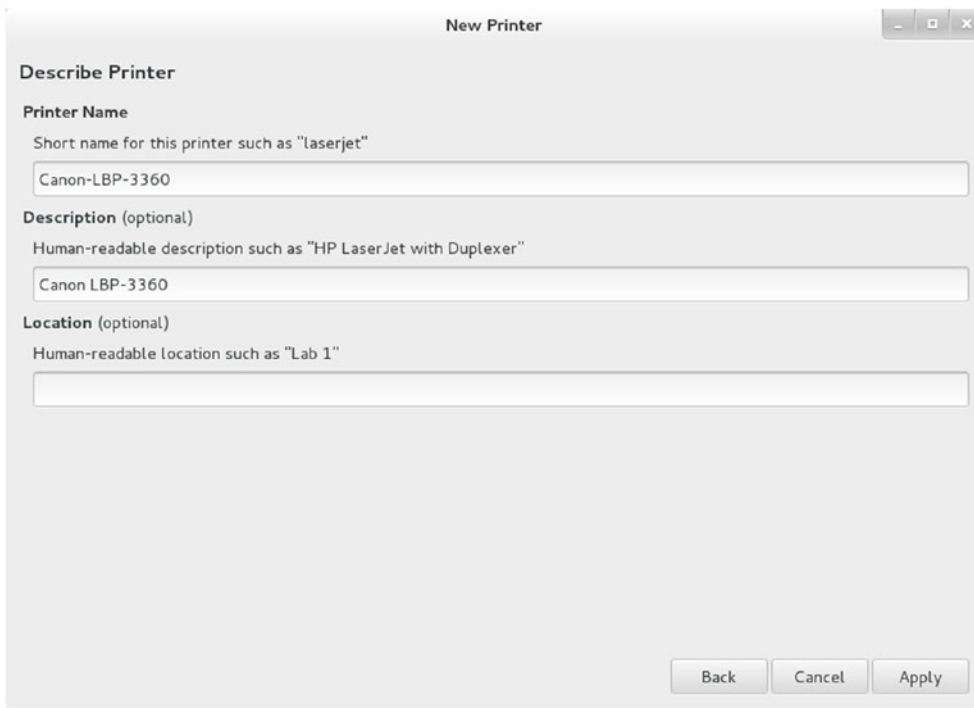 New Printer
Describe Printer
Printer Name
Short name for this printer such as "laserjet"
Canon-LBP-3360
Description (optional)
Human-readable description such as "HP LaserJet with Duplexer"
Canon LBP-3360
Location (optional)
Human-readable location such as "Lab 1"
Back Cancel Apply